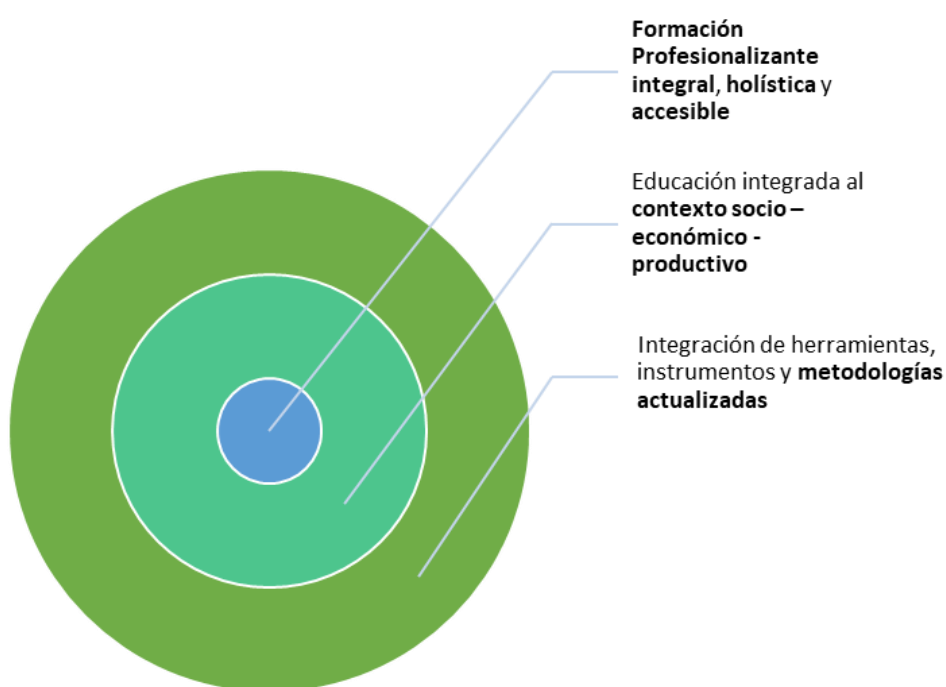 Formación
Profesionalizante
integral, holística y
accesible
Educación integrada al
contexto socio –
económico -
productivo
Integración de herramientas,
instrumentos y metodologías
actualizadas